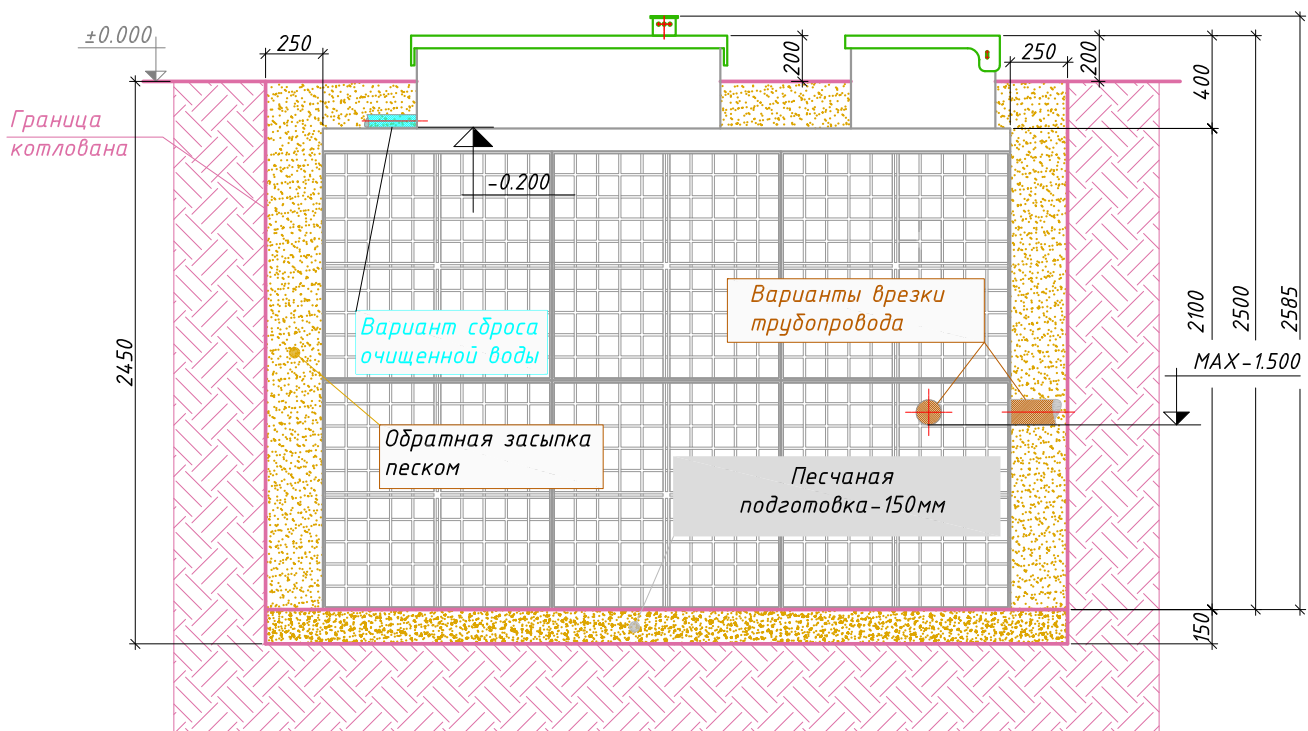 ±0.000
250
200
250
200
400
Граница
котлована
-0.200
2450
Варианты врезки
трубопровода
2100
2500
2585
Вариант сброса
очищенной воды
MAX-1.500
Обратная засыпка
песком
Песчаная
подготовка-150мм
150